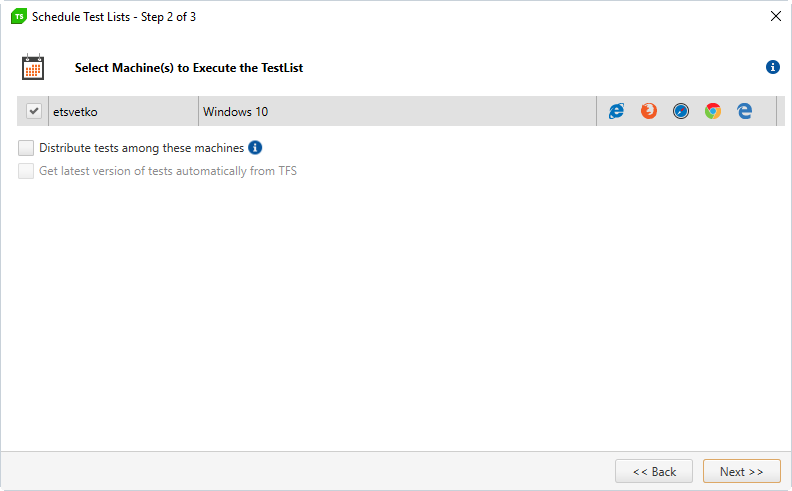 TS Schedule Test Lists - Step 2 of 3
Select Machine(s) to Execute the TestList
etsvetko Windows 10
Distribute tests among these machines
Get latest version of tests automatically from TFS
<< Back Next >>